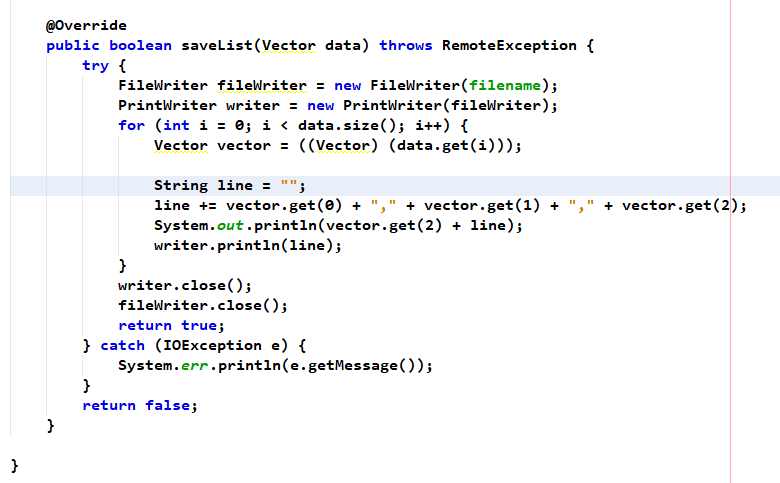 @Override
public boolean saveList(Vector data) throws RemoteException {
try {
FileWriter fileWriter = new FileWriter(filename);
PrintWriter writer = new PrintWriter(fileWriter);
for (int i = 0; i < data.size(); i++) {
Vector vector = ((Vector) (data.get(i)));
String line = "";
line += vector.get(0) + "," + vector.get(1) + "," + vector.get(2);
System.out.println(vector.get(2) + line);
writer.println(line);
}
writer.close();
fileWriter.close();
return true;
} catch (IOException e) {
System.err.println(e.getMessage());
}
return false;
}
}